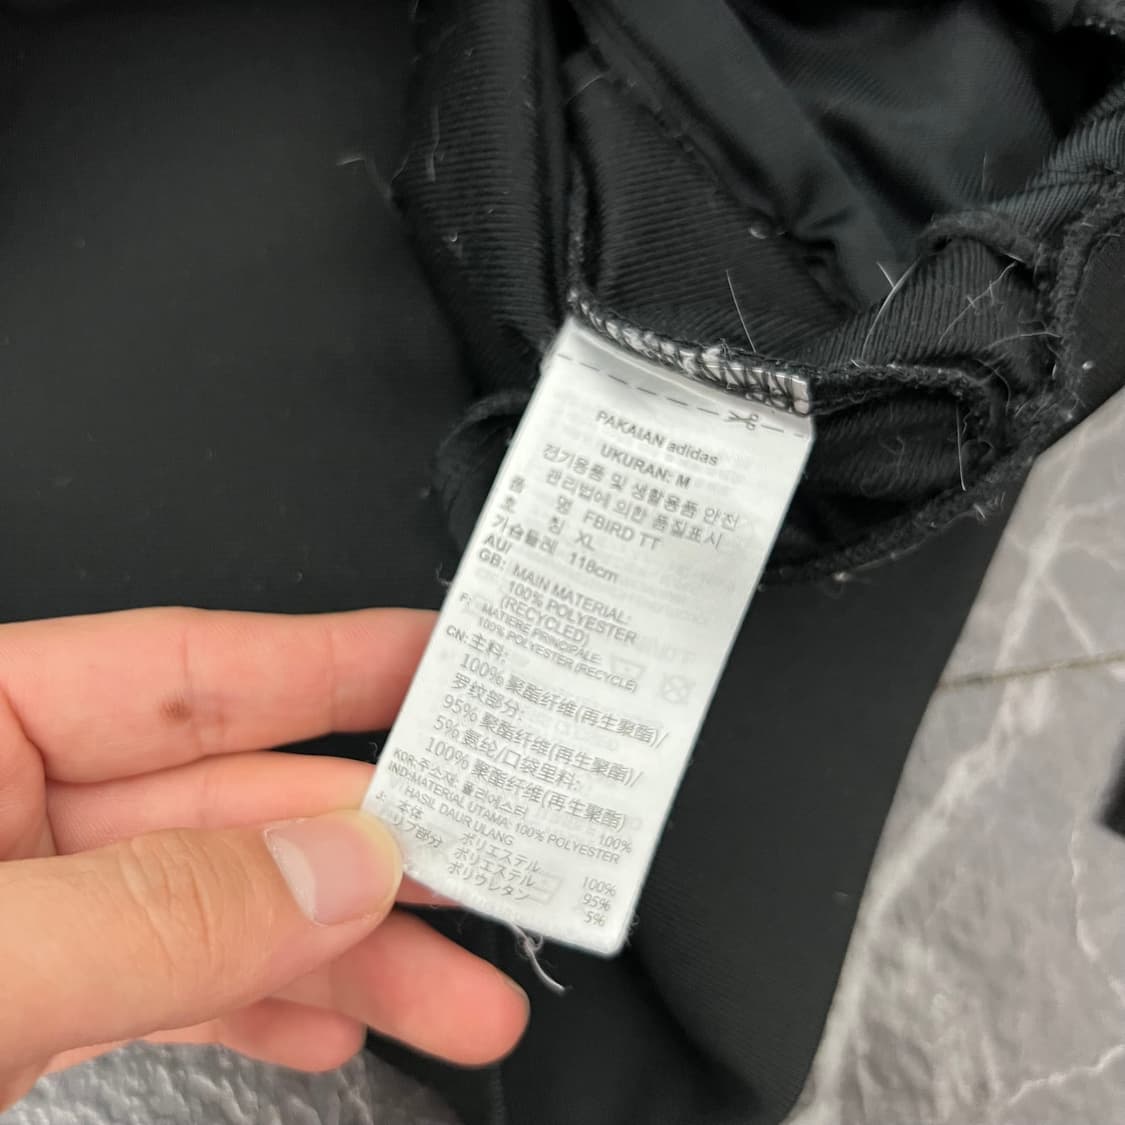 PAKAIAN adidas
UKURAN: M
전기용품 및 생활용품 안전
관리법에 의한 품질표시
품 명 FBIRD TT
호 칭 XL
가슴둘레 118cm
AU/
GB: MAIN MATERIAL:
100% POLYESTER
(RECYCLED)
F: MATIERE PRINCIPALE:
100% POLYESTER (RECYCLE)
CN: 主料:
100% 聚酯纤维(再生聚酯)/
罗纹部分:
95% 聚酯纤维(再生聚酯)/
5% 氨纶/口袋里料:
100% 聚酯纤维(再生聚酯)
KOR: 주소재: 폴리에스터 100%
IND: MATERIAL UTAMA: 100% POLYESTER
HASIL DAUR ULANG
J: 本体 ポリエステル 100%
リブ部分 ポリエステル 95%
ポリウレタン 5%